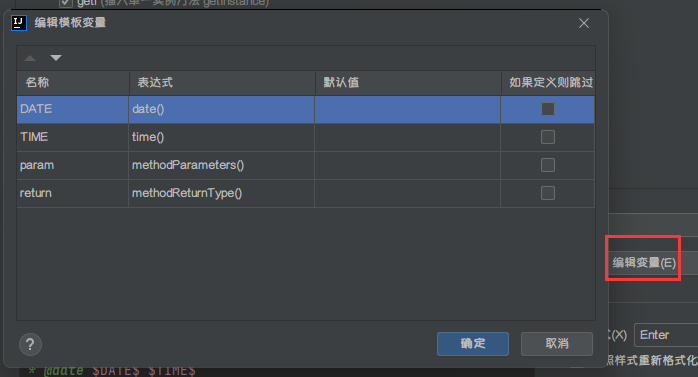 geti (插入单一实例方法 getInstance)
IJ 编辑模板变量
名称 表达式 默认值 如果定义则跳过
DATE date()
TIME time()
param methodParameters()
return methodReturnType()
编辑变量(E)
(X) Enter
确定 取消
照样式重新格式化
* @date $DATE$ $TIME$